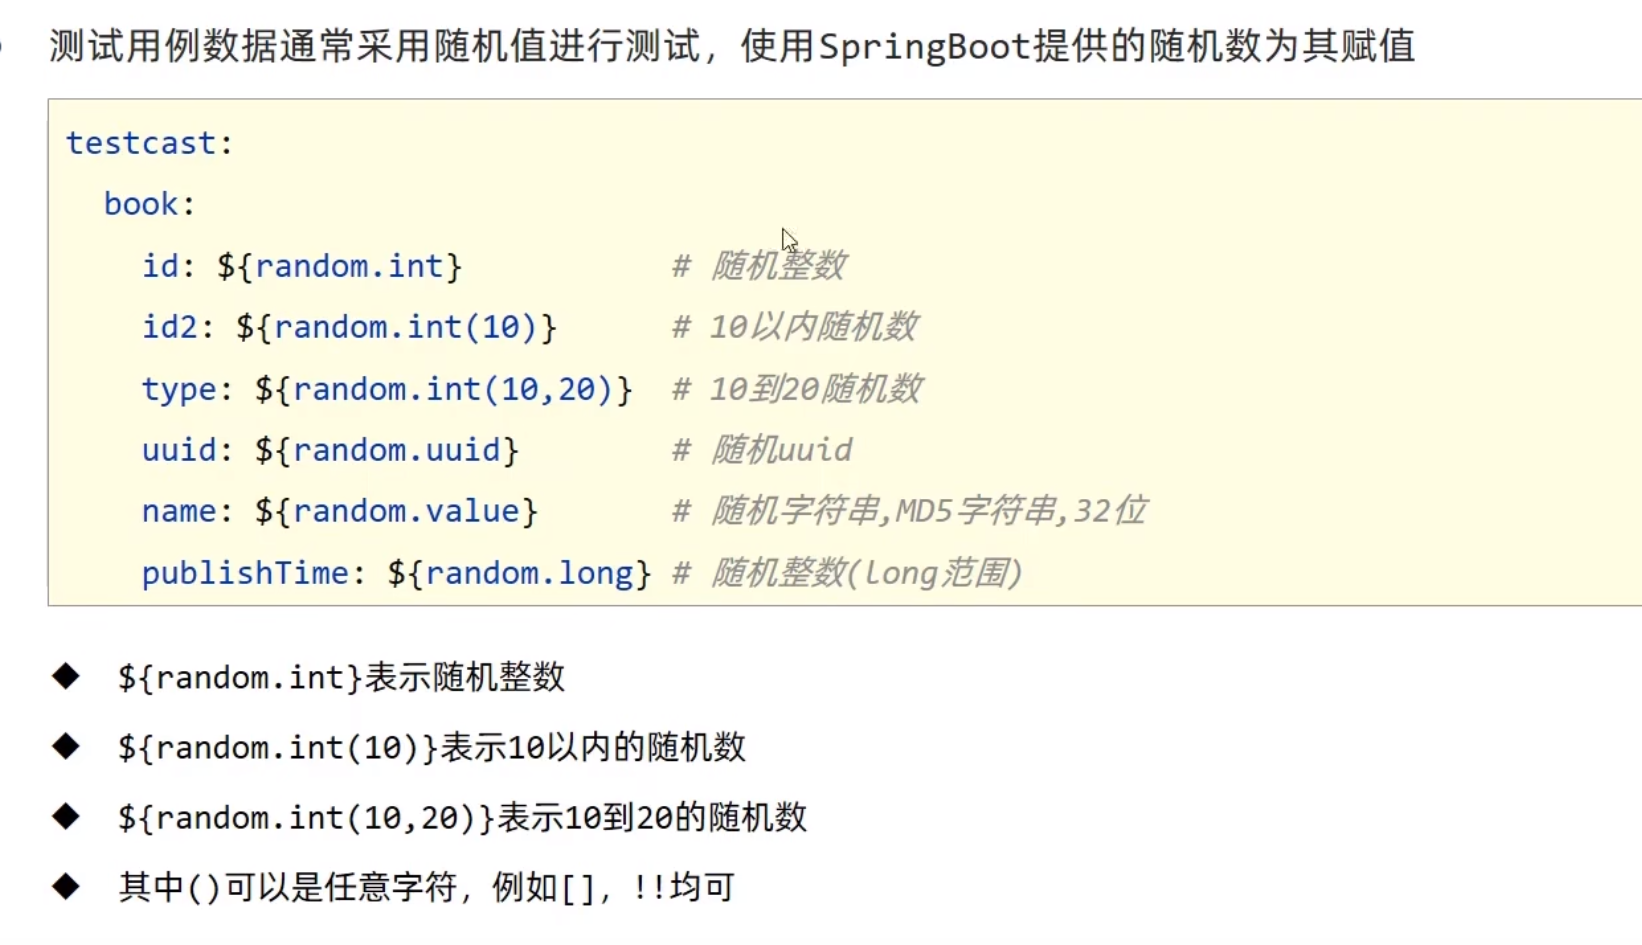 测试用例数据通常采用随机值进行测试，使用SpringBoot提供的随机数为其赋值
testcast:
book:
id: ${random.int} # 随机整数
id2: ${random.int(10)} # 10以内随机数
type: ${random.int(10,20)} # 10到20随机数
uuid: ${random.uuid} # 随机uuid
name: ${random.value} # 随机字符串,MD5字符串,32位
publishTime: ${random.long} # 随机整数(long范围)
◆ ${random.int}表示随机整数
◆ ${random.int(10)}表示10以内的随机数
◆ ${random.int(10,20)}表示10到20的随机数
◆ 其中()可以是任意字符，例如[]，!!均可